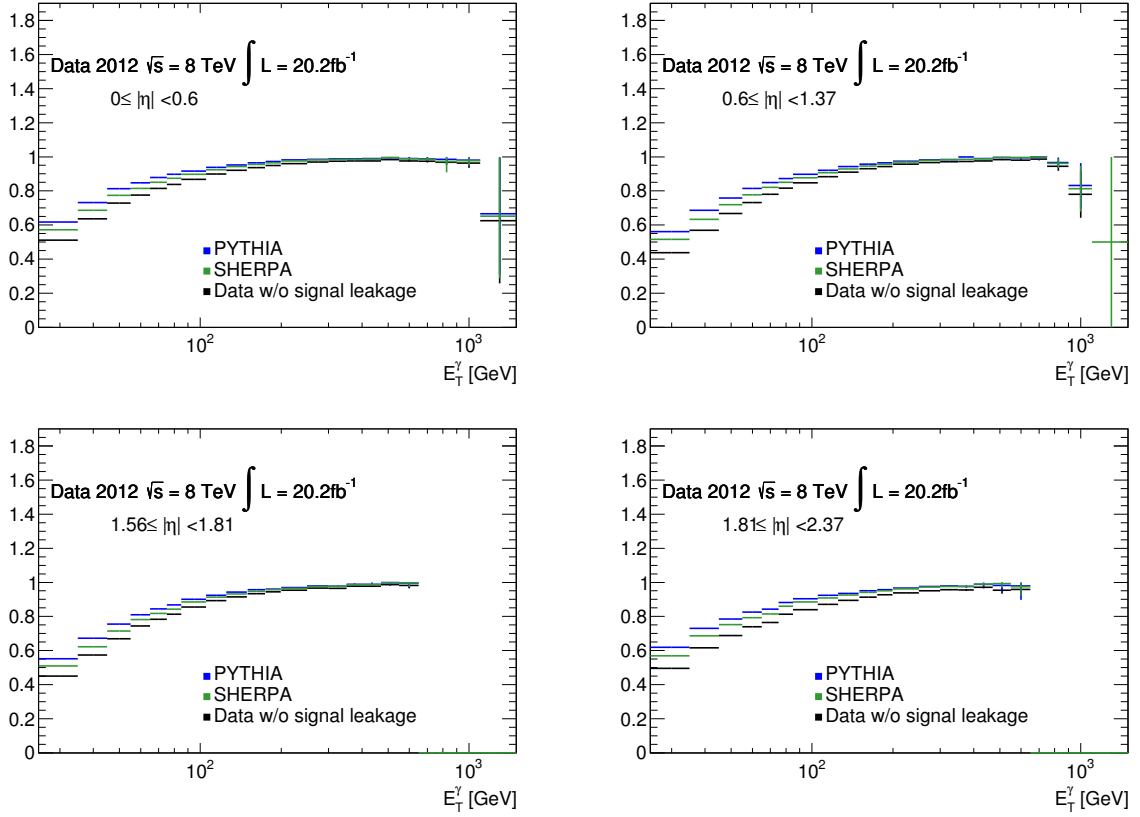 1.8
1.6
1.4
1.2
1
0.8
0.6
0.4
0.2
0
Data 2012 √s = 8 TeV ∫ L = 20.2fb⁻¹
0≤ |η| <0.6
PYTHIA
SHERPA
Data w/o signal leakage
10² 10³
E_T^γ [GeV]
1.8
1.6
1.4
1.2
1
0.8
0.6
0.4
0.2
0
Data 2012 √s = 8 TeV ∫ L = 20.2fb⁻¹
0.6≤ |η| <1.37
PYTHIA
SHERPA
Data w/o signal leakage
10² 10³
E_T^γ [GeV]
1.8
1.6
1.4
1.2
1
0.8
0.6
0.4
0.2
0
Data 2012 √s = 8 TeV ∫ L = 20.2fb⁻¹
1.56≤ |η| <1.81
PYTHIA
SHERPA
Data w/o signal leakage
10² 10³
E_T^γ [GeV]
1.8
1.6
1.4
1.2
1
0.8
0.6
0.4
0.2
0
Data 2012 √s = 8 TeV ∫ L = 20.2fb⁻¹
1.81≤ |η| <2.37
PYTHIA
SHERPA
Data w/o signal leakage
10² 10³
E_T^γ [GeV]